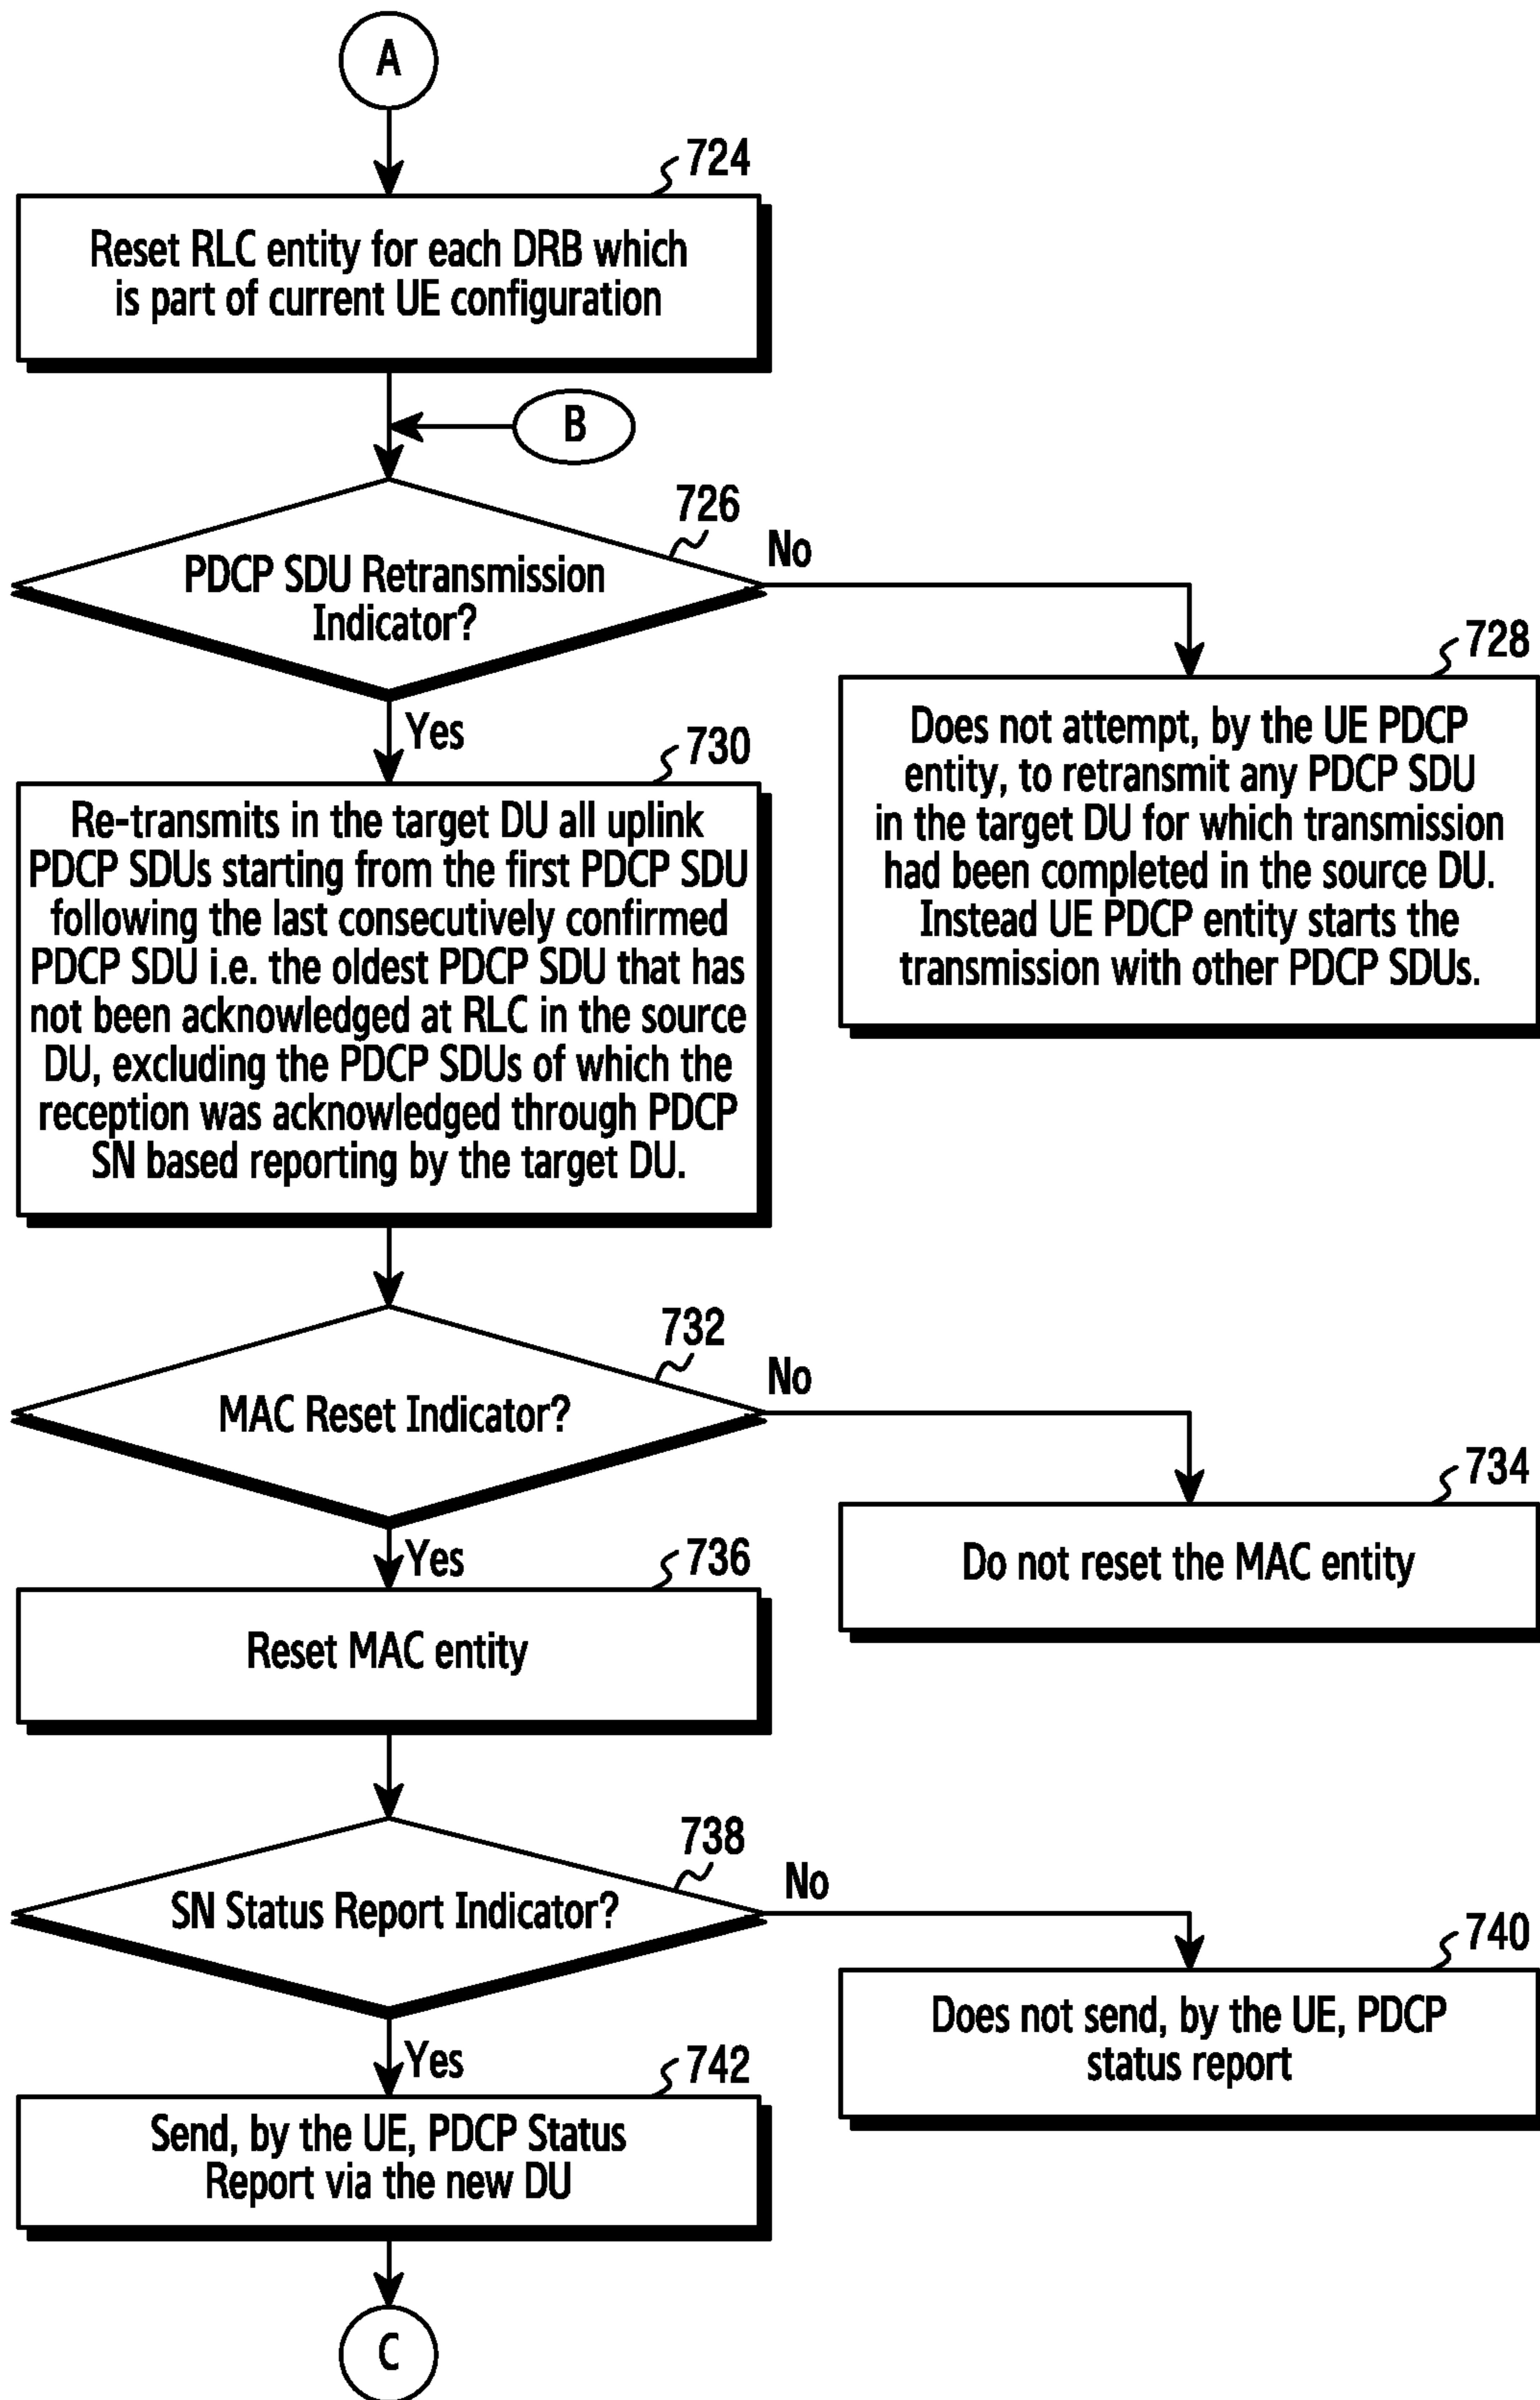 A
724
Reset RLC entity for each DRB which
is part of current UE configuration
B
726
PDCP SDU Retransmission
Indicator?
No
Yes
728
Does not attempt, by the UE PDCP
entity, to retransmit any PDCP SDU
in the target DU for which transmission
had been completed in the source DU.
Instead UE PDCP entity starts the
transmission with other PDCP SDUs.
730
Re-transmits in the target DU all uplink
PDCP SDUs starting from the first PDCP SDU
following the last consecutively confirmed
PDCP SDU i.e. the oldest PDCP SDU that has
not been acknowledged at RLC in the source
DU, excluding the PDCP SDUs of which the
reception was acknowledged through PDCP
SN based reporting by the target DU.
732
MAC Reset Indicator?
No
Yes
734
Do not reset the MAC entity
736
Reset MAC entity
738
SN Status Report Indicator?
No
Yes
740
Does not send, by the UE, PDCP
status report
742
Send, by the UE, PDCP Status
Report via the new DU
C